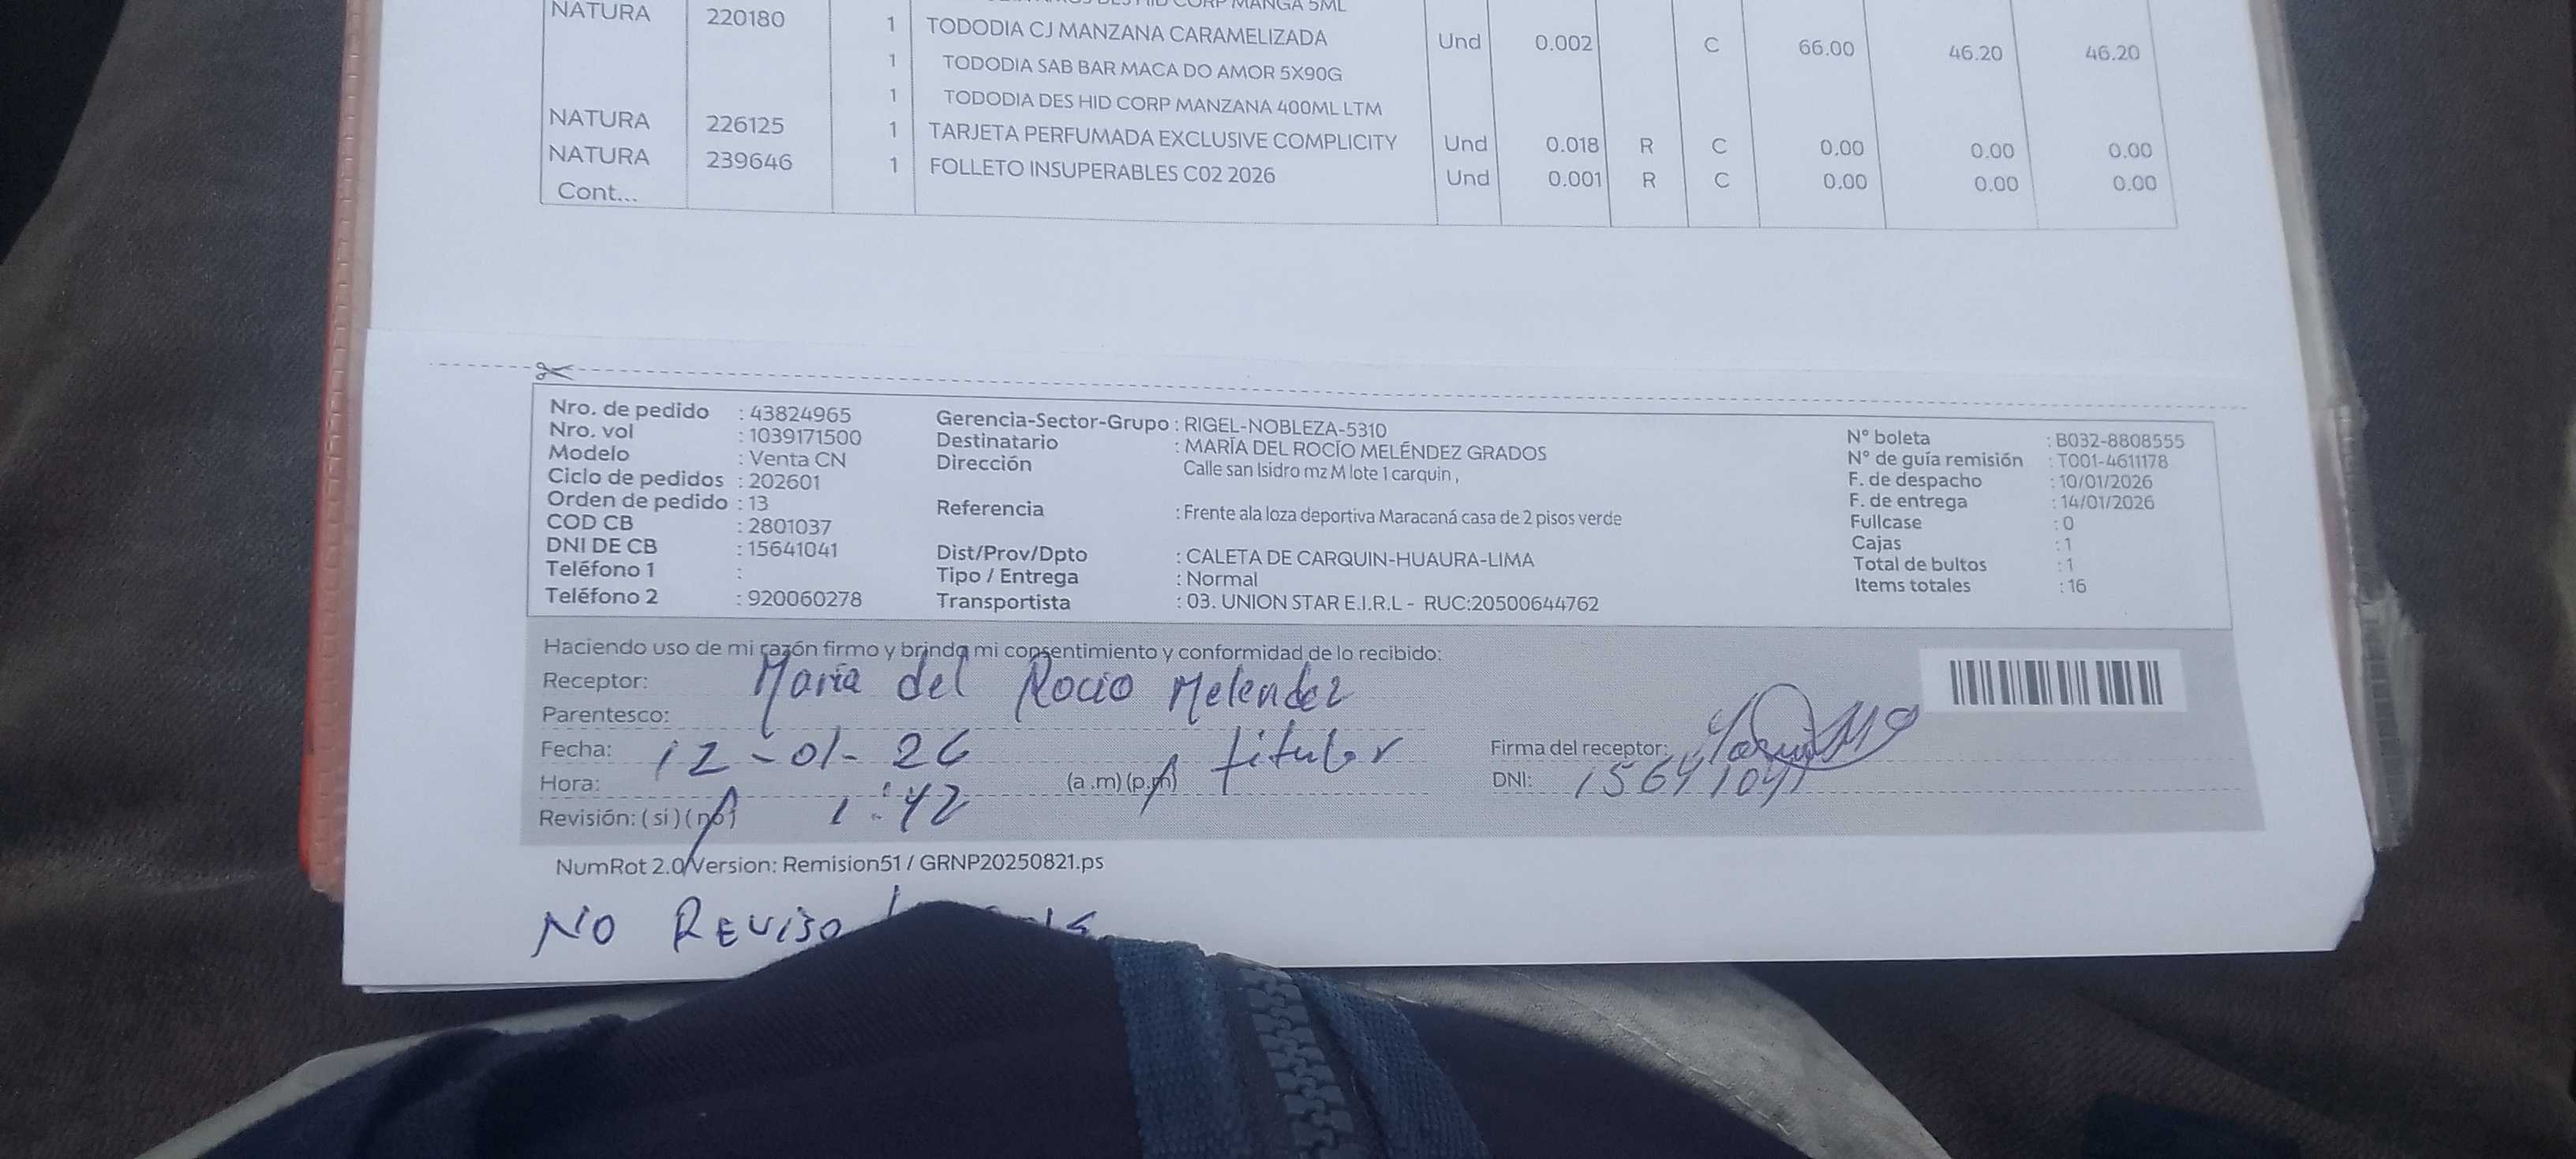 DES HID CORP MANGA 5ML
NATURA 220180 1 TODODIA CJ MANZANA CARAMELIZADA Und 0.002 C 66.00 46.20 46.20
1 TODODIA SAB BAR MACA DO AMOR 5X90G
1 TODODIA DES HID CORP MANZANA 400ML LTM
NATURA 226125 1 TARJETA PERFUMADA EXCLUSIVE COMPLICITY Und 0.018 R C 0.00 0.00 0.00
NATURA 239646 1 FOLLETO INSUPERABLES C02 2026 Und 0.001 R C 0.00 0.00 0.00
Cont...
Nro. de pedido : 43824965
Nro. vol : 1039171500
Modelo : Venta CN
Ciclo de pedidos : 202601
Orden de pedido : 13
COD CB : 2801037
DNI DE CB : 15641041
Teléfono 1 :
Teléfono 2 : 920060278
Gerencia-Sector-Grupo : RIGEL-NOBLEZA-5310
Destinatario : MARÍA DEL ROCÍO MELÉNDEZ GRADOS
Dirección Calle san Isidro mz M lote 1 carquin ,
Referencia : Frente ala loza deportiva Maracaná casa de 2 pisos verde
Dist/Prov/Dpto : CALETA DE CARQUIN-HUAURA-LIMA
Tipo / Entrega : Normal
Transportista : 03. UNION STAR E.I.R.L - RUC:20500644762
N° boleta : B032-8808555
N° de guía remisión : T001-4611178
F. de despacho : 10/01/2026
F. de entrega : 14/01/2026
Fullcase : 0
Cajas : 1
Total de bultos : 1
Items totales : 16
Haciendo uso de mi razón firmo y brinda mi consentimiento y conformidad de lo recibido:
Receptor: María del Rocio Melendez
Parentesco: titular
Fecha: 12-01-26
Hora: 1:42 (a.m) (p.m)
Revisión: (si) (no)
Firma del receptor:
DNI: 15641041
NumRot 2.0/Version: Remision51 / GRNP20250821.ps
NO REVISO